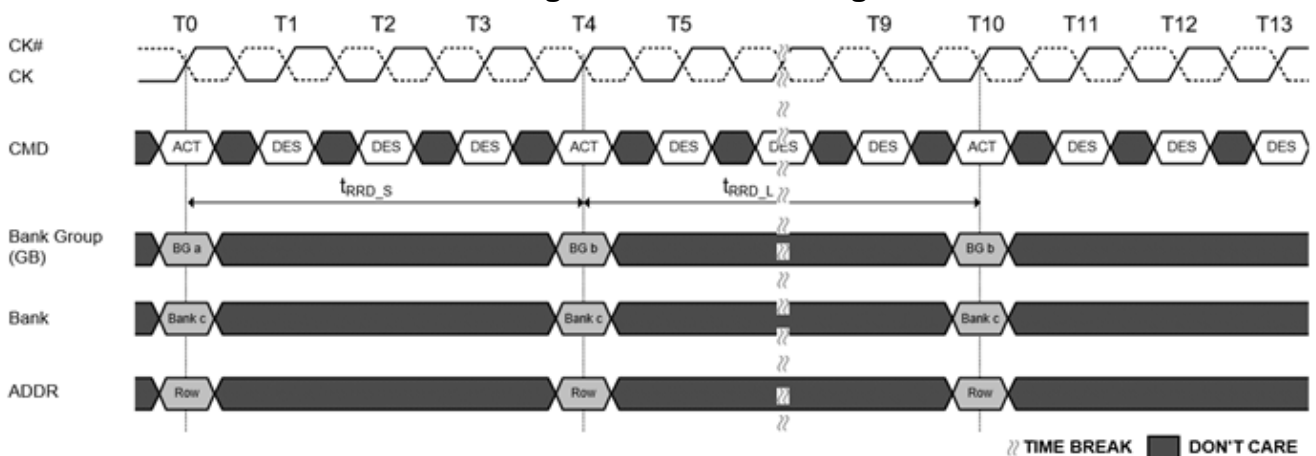 T0 T1 T2 T3 T4 T5 T9 T10 T11 T12 T13
CK#
CK
CMD ACT DES DES DES ACT DES DES DES ACT DES DES DES
tRRD_S tRRD_L
Bank Group
(GB)
BG a BG b BG b
Bank Bank c Bank c Bank c
ADDR Row Row Row
TIME BREAK DON'T CARE